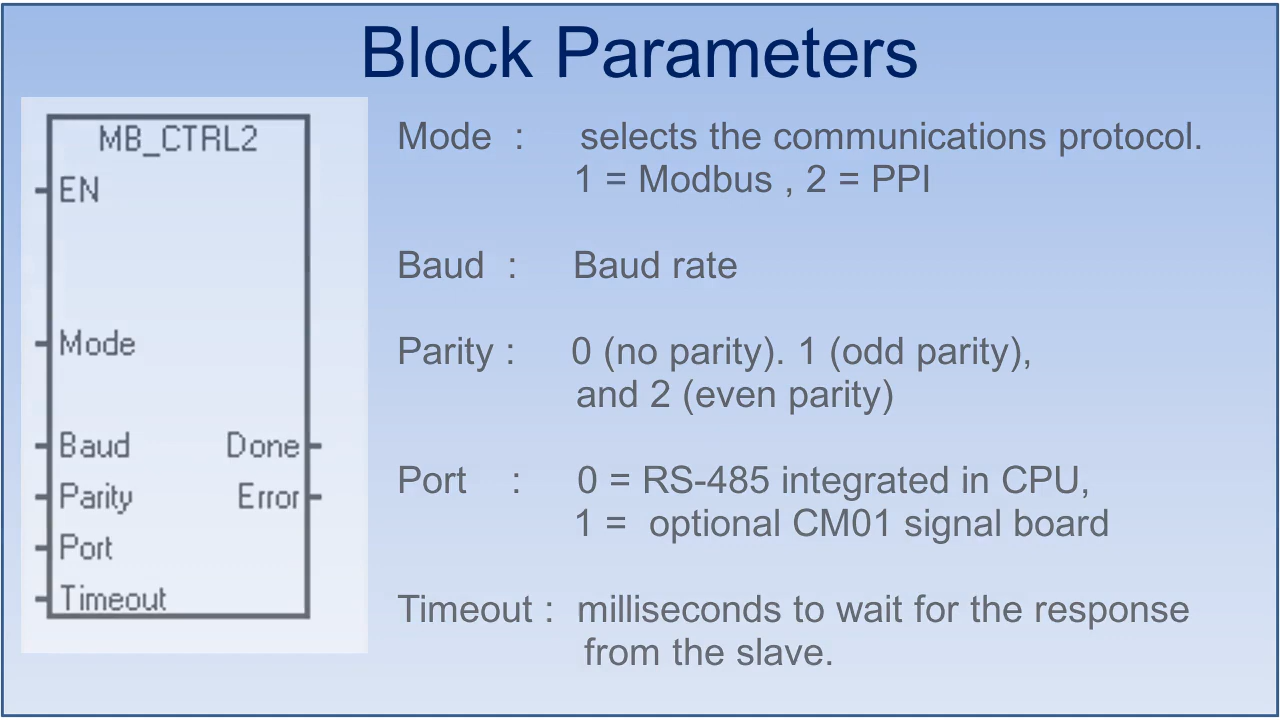 Block Parameters
MB_CTRL2
EN
Mode
Baud Done
Parity Error
Port
Timeout
Mode : selects the communications protocol.
1 = Modbus , 2 = PPI
Baud : Baud rate
Parity : 0 (no parity). 1 (odd parity),
and 2 (even parity)
Port : 0 = RS-485 integrated in CPU,
1 = optional CM01 signal board
Timeout : milliseconds to wait for the response
from the slave.